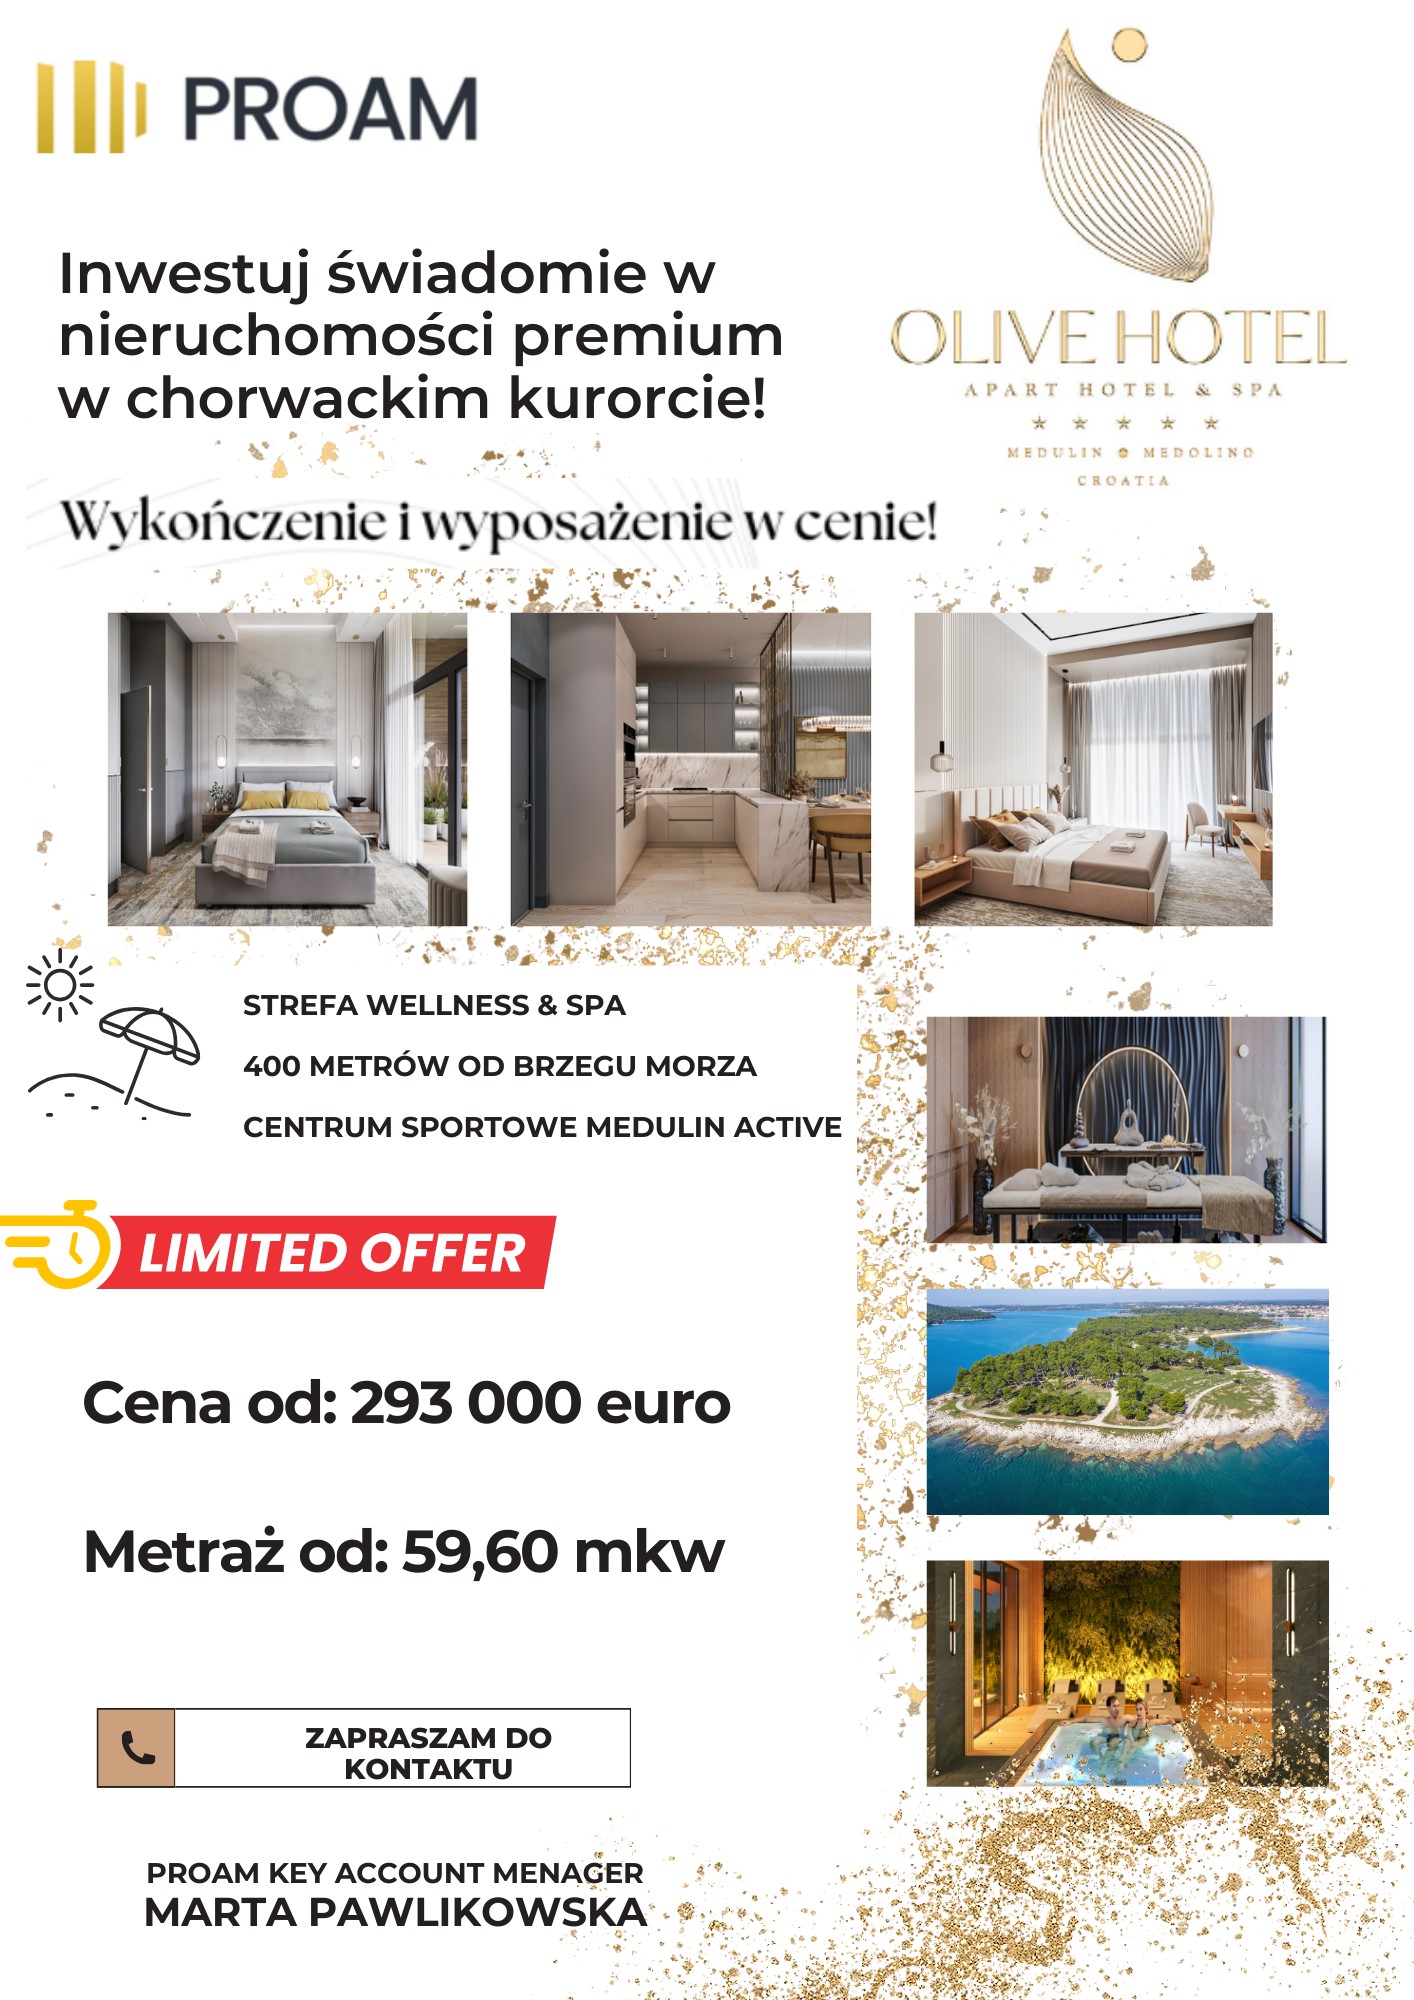 PROAM
OLIVE HOTEL
APART HOTEL & SPA
MEDULIN MEDOLINO
CROATIA
Inwestuj świadomie w
nieruchomości premium
w chorwackim kurorcie!
Wykończenie i wyposażenie w cenie!
STREFA WELLNESS & SPA
400 METRÓW OD BRZEGU MORZA
CENTRUM SPORTOWE MEDULIN ACTIVE
LIMITED OFFER
Cena od: 293 000 euro
Metraż od: 59,60 mkw
ZAPRASZAM DO
KONTAKTU
PROAM KEY ACCOUNT MENAGER
MARTA PAWLIKOWSKA